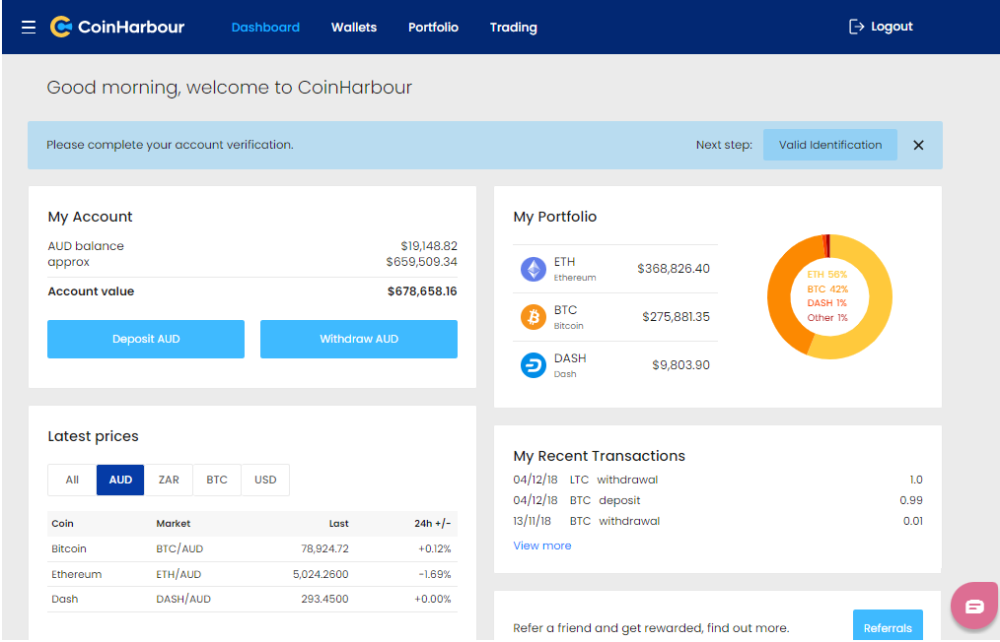 CoinHarbour Dashboard Wallets Portfolio Trading Logout
Good morning, welcome to CoinHarbour
Please complete your account verification. Next step: Valid Identification
My Account
AUD balance $19,148.82
approx $659,509.34
Account value $678,658.16
Deposit AUD Withdraw AUD
My Portfolio
ETH $368,826.40
Ethereum
BTC $275,881.35
Bitcoin
DASH $9,803.90
Dash
ETH 56%
BTC 42%
DASH 1%
Other 1%
Latest prices
All AUD ZAR BTC USD
Coin Market Last 24h +/-
Bitcoin BTC/AUD 78,924.72 +0.12%
Ethereum ETH/AUD 5,024.2600 -1.69%
Dash DASH/AUD 293.4500 +0.00%
My Recent Transactions
04/12/18 LTC withdrawal 1.0
04/12/18 BTC deposit 0.99
13/11/18 BTC withdrawal 0.01
View more
Refer a friend and get rewarded, find out more. Referrals